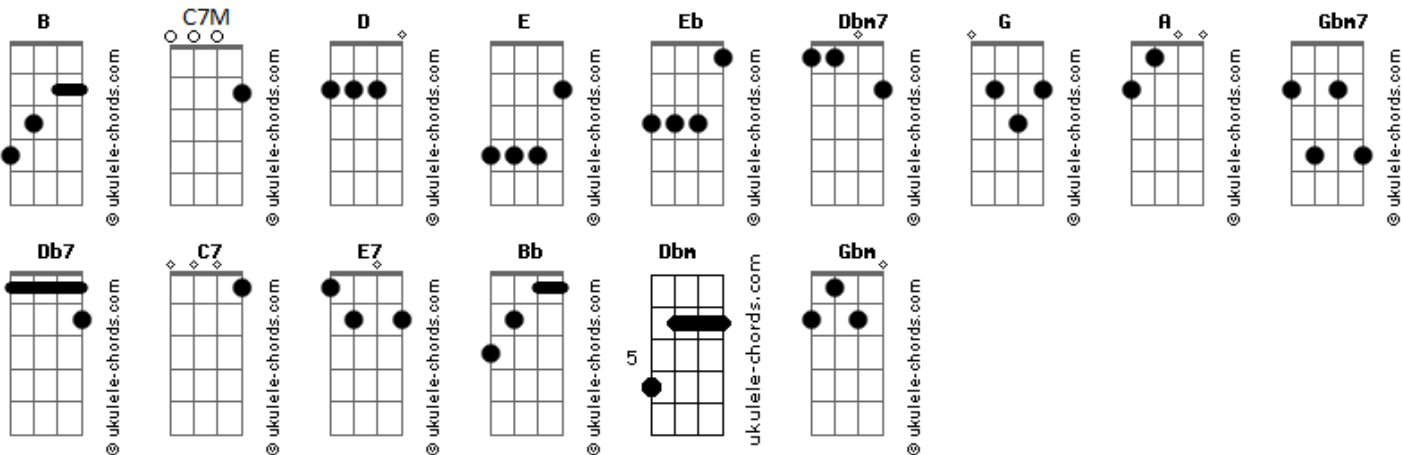 B C7M D E Eb Dbm7 G A Gbm7
© ukulele-chords.com © ukulele-chords.com © ukulele-chords.com © ukulele-chords.com © ukulele-chords.com © ukulele-chords.com © ukulele-chords.com © ukulele-chords.com © ukulele-chords.com
Db7 C7 E7 Bb Dbm Gbm
5
© ukulele-chords.com © ukulele-chords.com © ukulele-chords.com © ukulele-chords.com ukulele-chords.com © ukulele-chords.com